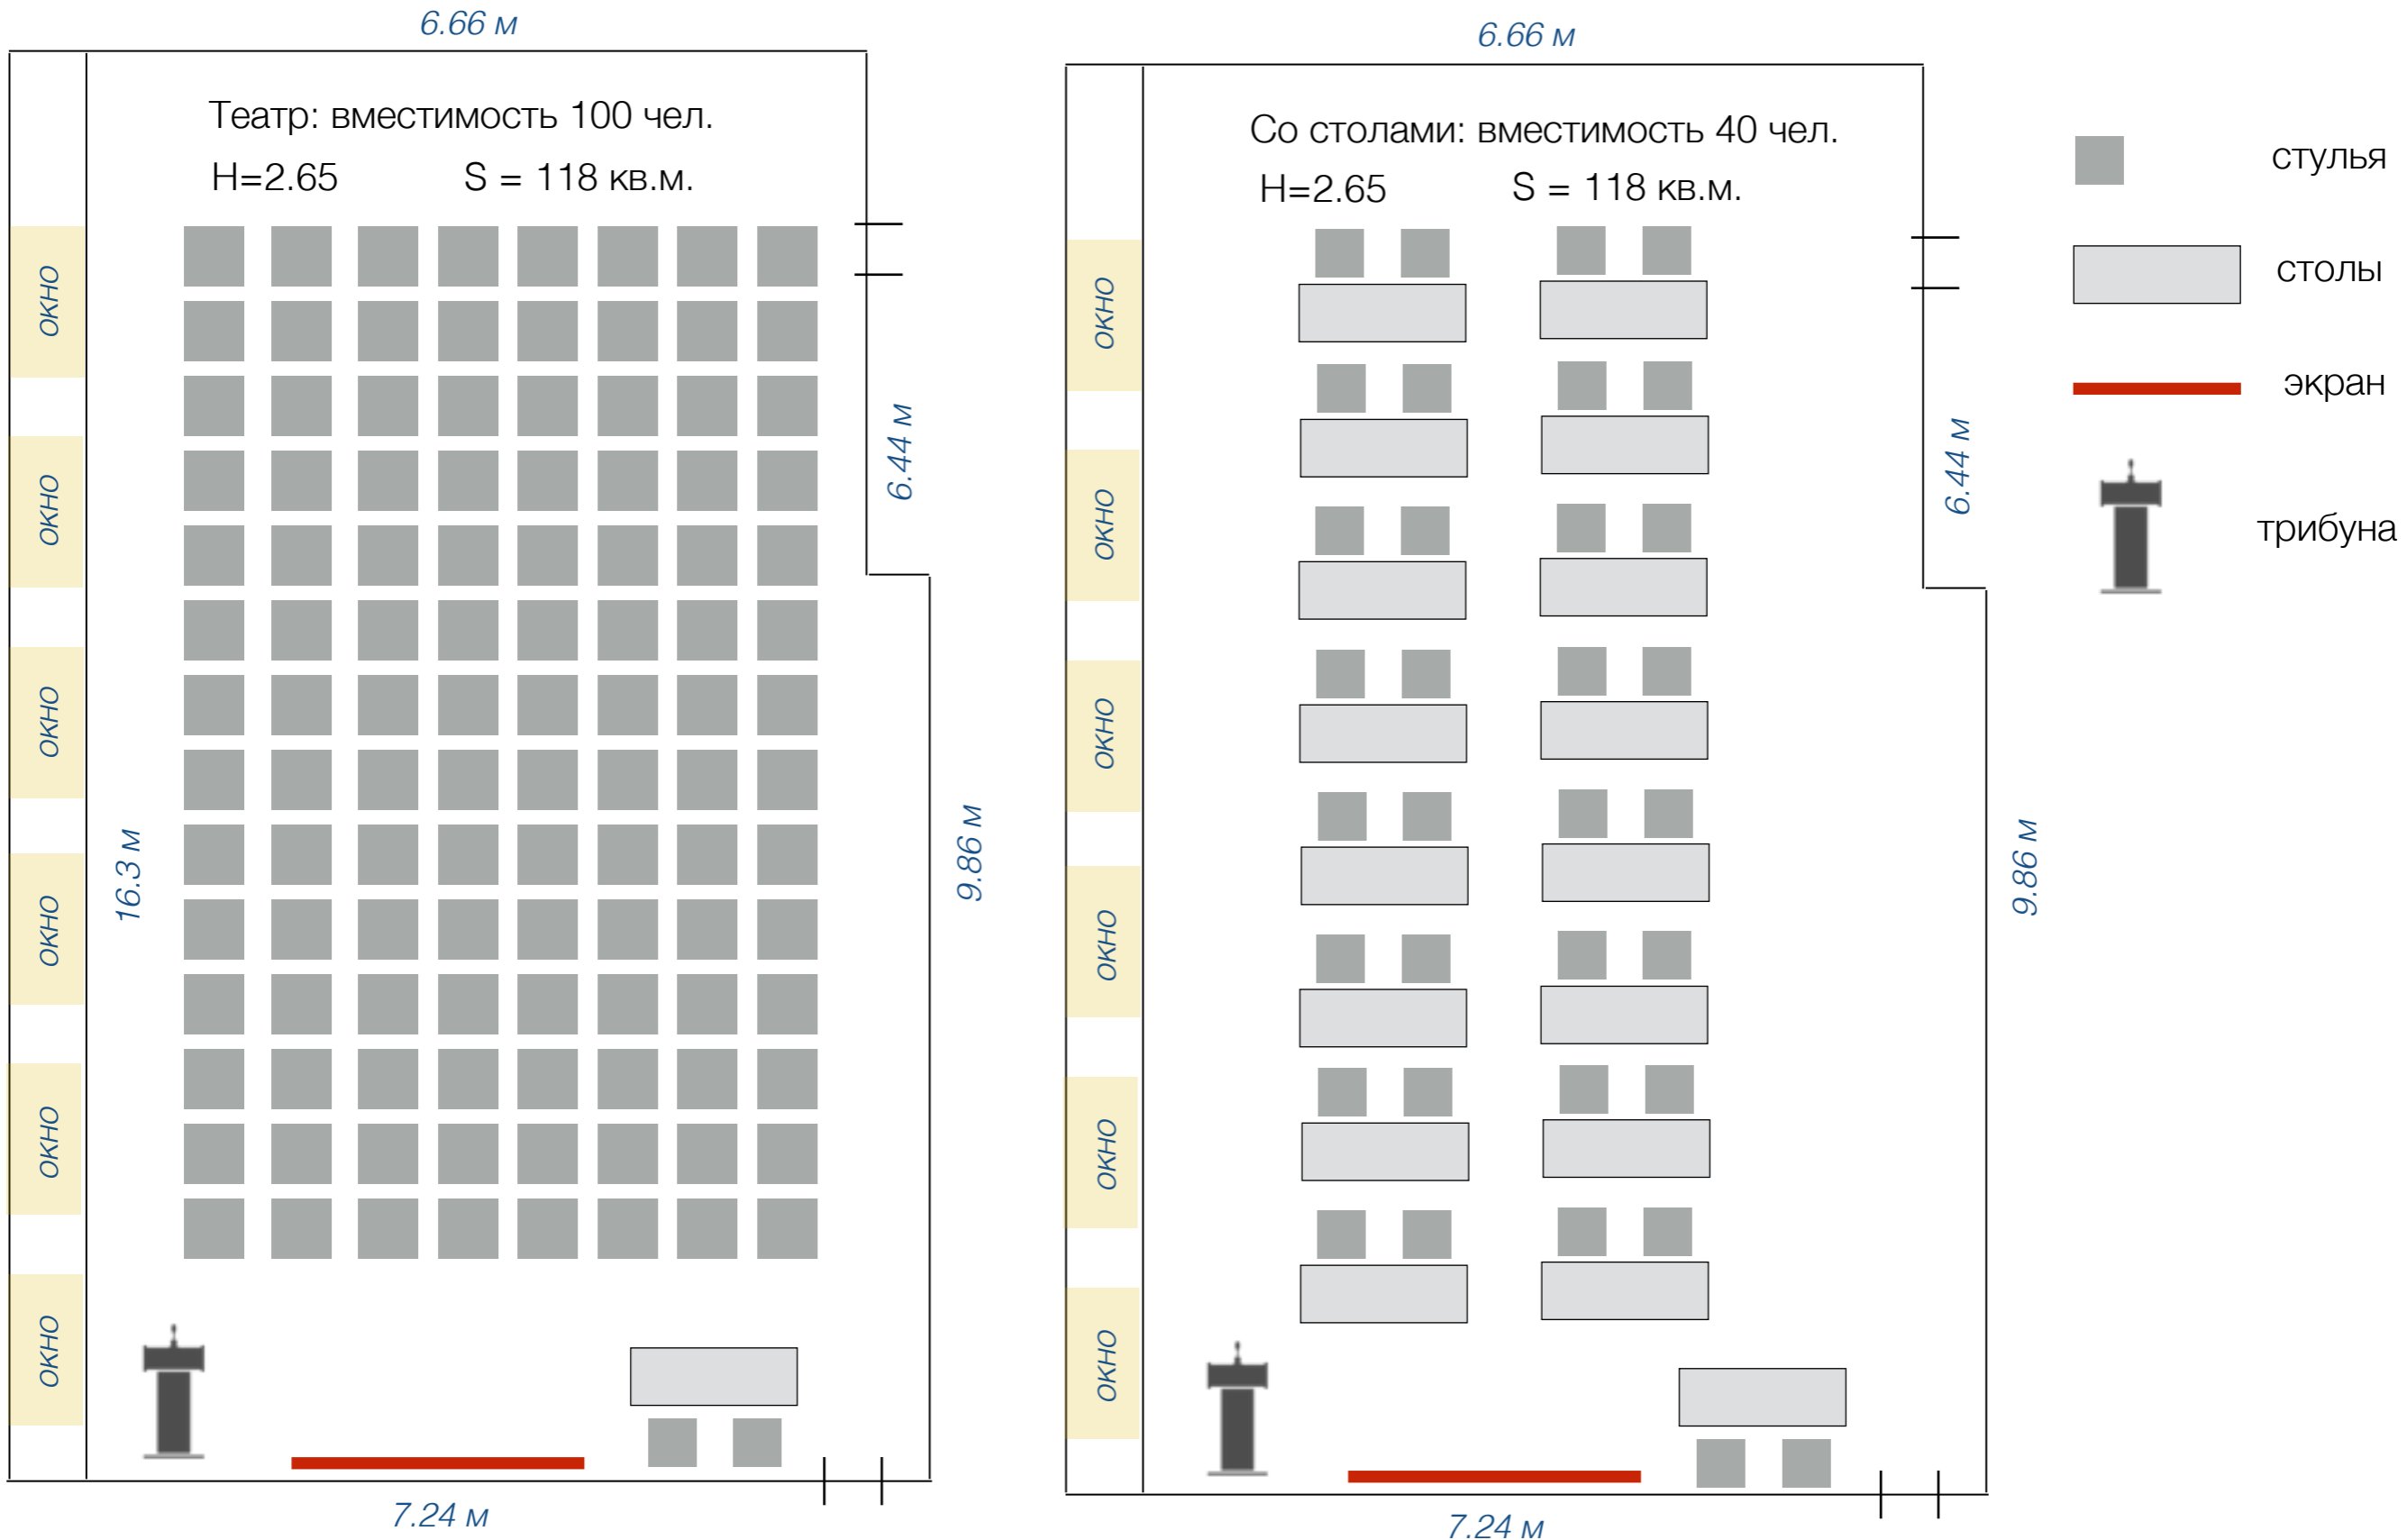 6.66 м
Театр: вместимость 100 чел.
H=2.65 S = 118 кв.м.
окно
окно
окно
окно
окно
окно
16.3 м
6.44 м
9.86 м
7.24 м
6.66 м
Со столами: вместимость 40 чел.
H=2.65 S = 118 кв.м.
окно
окно
окно
окно
окно
окно
6.44 м
9.86 м
7.24 м
стулья
столы
экран
трибуна